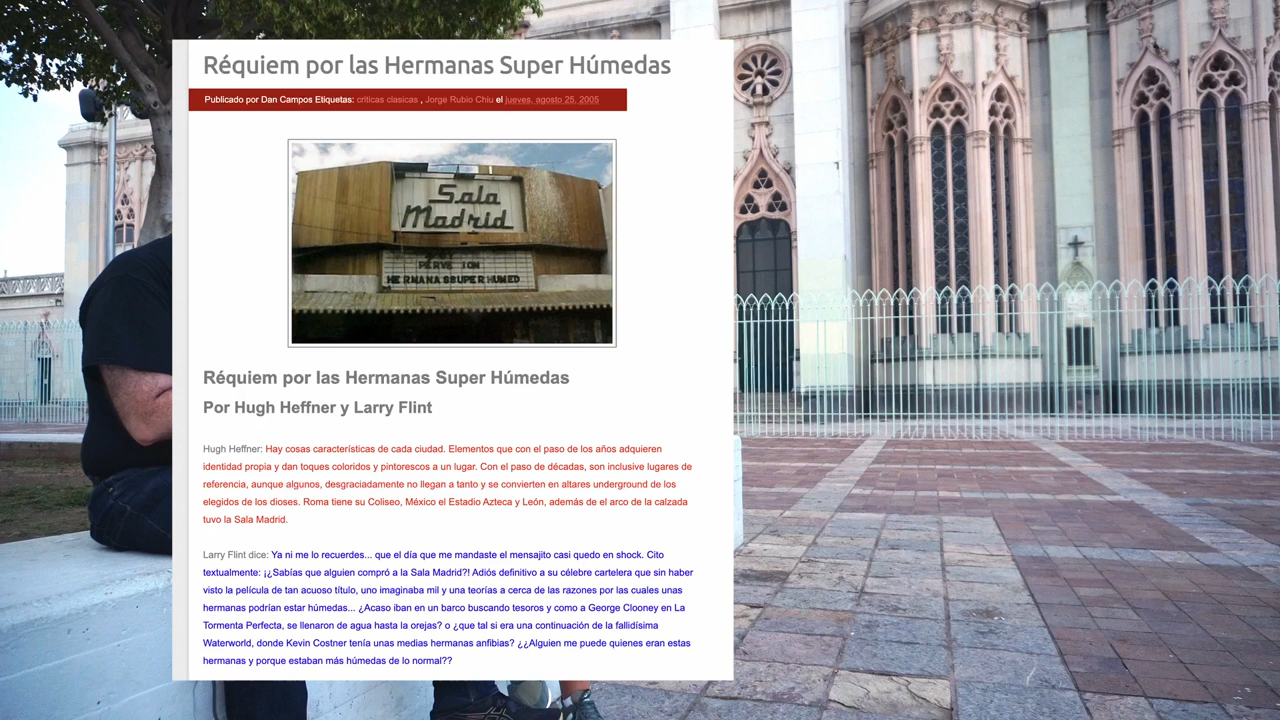 Réquiem por las Hermanas Super Húmedas
Publicado por Dan Campos Etiquetas: criticas clasicas , Jorge Rubio Chiu el jueves, agosto 25, 2005
Sala
Madrid
PERVE ION
HERMANA SSUPER HUMED
Réquiem por las Hermanas Super Húmedas
Por Hugh Heffner y Larry Flint
Hugh Heffner: Hay cosas características de cada ciudad. Elementos que con el paso de los años adquieren
identidad propia y dan toques coloridos y pintorescos a un lugar. Con el paso de décadas, son inclusive lugares de
referencia, aunque algunos, desgraciadamente no llegan a tanto y se convierten en altares underground de los
elegidos de los dioses. Roma tiene su Coliseo, México el Estadio Azteca y León, además de el arco de la calzada
tuvo la Sala Madrid.
Larry Flint dice: Ya ni me lo recuerdes... que el día que me mandaste el mensajito casi quedo en shock. Cito
textualmente: ¡¿Sabías que alguien compró a la Sala Madrid?! Adiós definitivo a su célebre cartelera que sin haber
visto la película de tan acuoso título, uno imaginaba mil y una teorías a cerca de las razones por las cuales unas
hermanas podrían estar húmedas... ¿Acaso iban en un barco buscando tesoros y como a George Clooney en La
Tormenta Perfecta, se llenaron de agua hasta la orejas? o ¿que tal si era una continuación de la fallidísima
Waterworld, donde Kevin Costner tenía unas medias hermanas anfibias? ¿¿Alguien me puede quienes eran estas
hermanas y porque estaban más húmedas de lo normal??